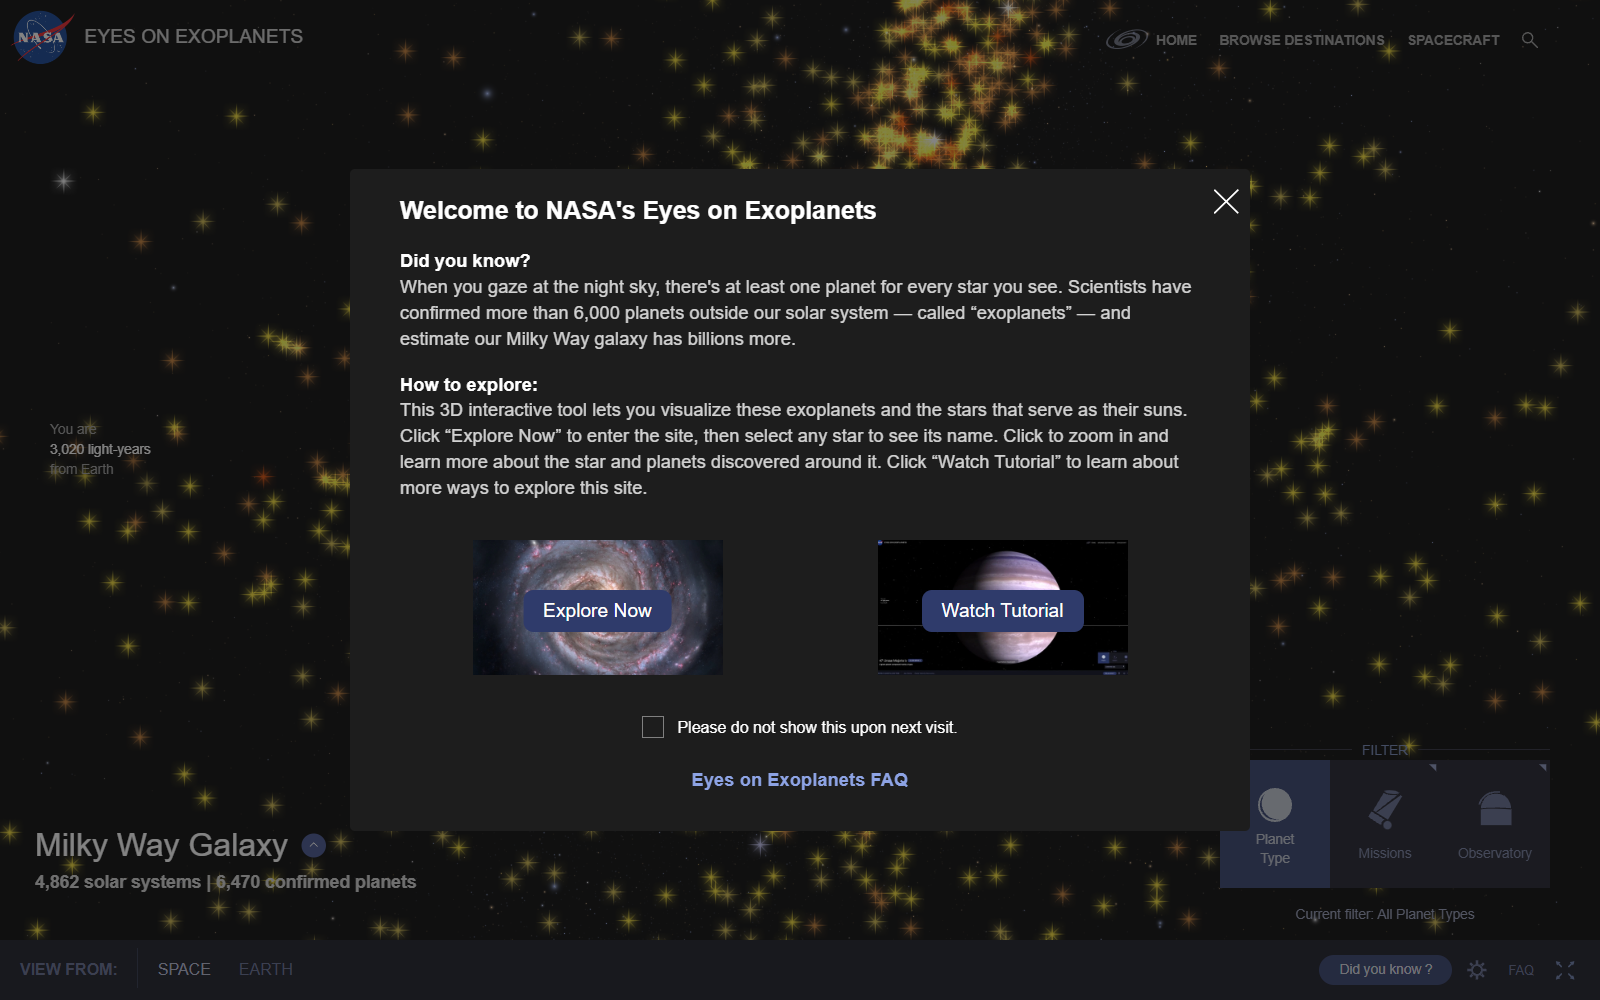 NASA
EYES ON EXOPLANETS
HOME
BROWSE DESTINATIONS
SPACECRAFT
Welcome to NASA's Eyes on Exoplanets
Did you know?
When you gaze at the night sky, there's at least one planet for every star you see. Scientists have
confirmed more than 6,000 planets outside our solar system — called “exoplanets” — and
estimate our Milky Way galaxy has billions more.
How to explore:
This 3D interactive tool lets you visualize these exoplanets and the stars that serve as their suns.
Click “Explore Now” to enter the site, then select any star to see its name. Click to zoom in and
learn more about the star and planets discovered around it. Click “Watch Tutorial” to learn about
more ways to explore this site.
You are
3,020 light-years
from Earth
Explore Now
Watch Tutorial
Please do not show this upon next visit.
Eyes on Exoplanets FAQ
FILTER
Planet
Type
Missions
Observatory
Current filter: All Planet Types
Milky Way Galaxy
4,862 solar systems | 6,470 confirmed planets
VIEW FROM:
SPACE
EARTH
Did you know ?
FAQ